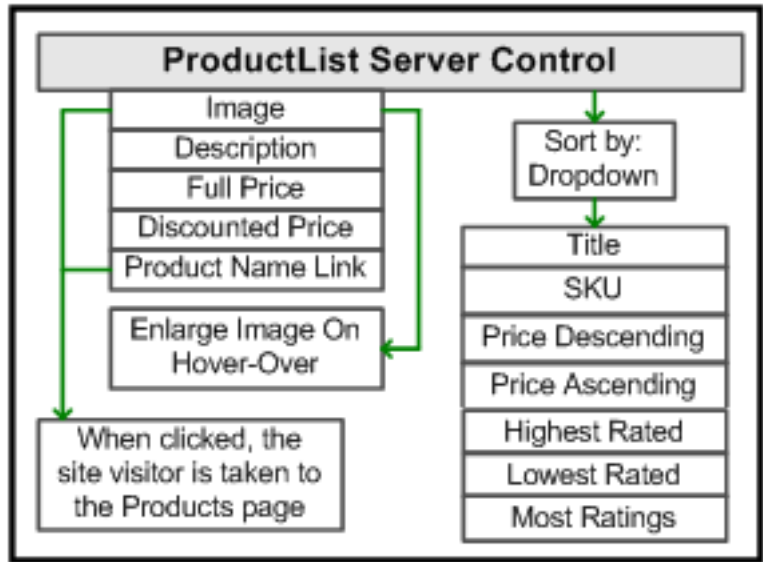 ProductList Server Control
Image
Description
Full Price
Discounted Price
Product Name Link
Enlarge Image On
Hover-Over
When clicked, the
site visitor is taken to
the Products page
Sort by:
Dropdown
Title
SKU
Price Descending
Price Ascending
Highest Rated
Lowest Rated
Most Ratings